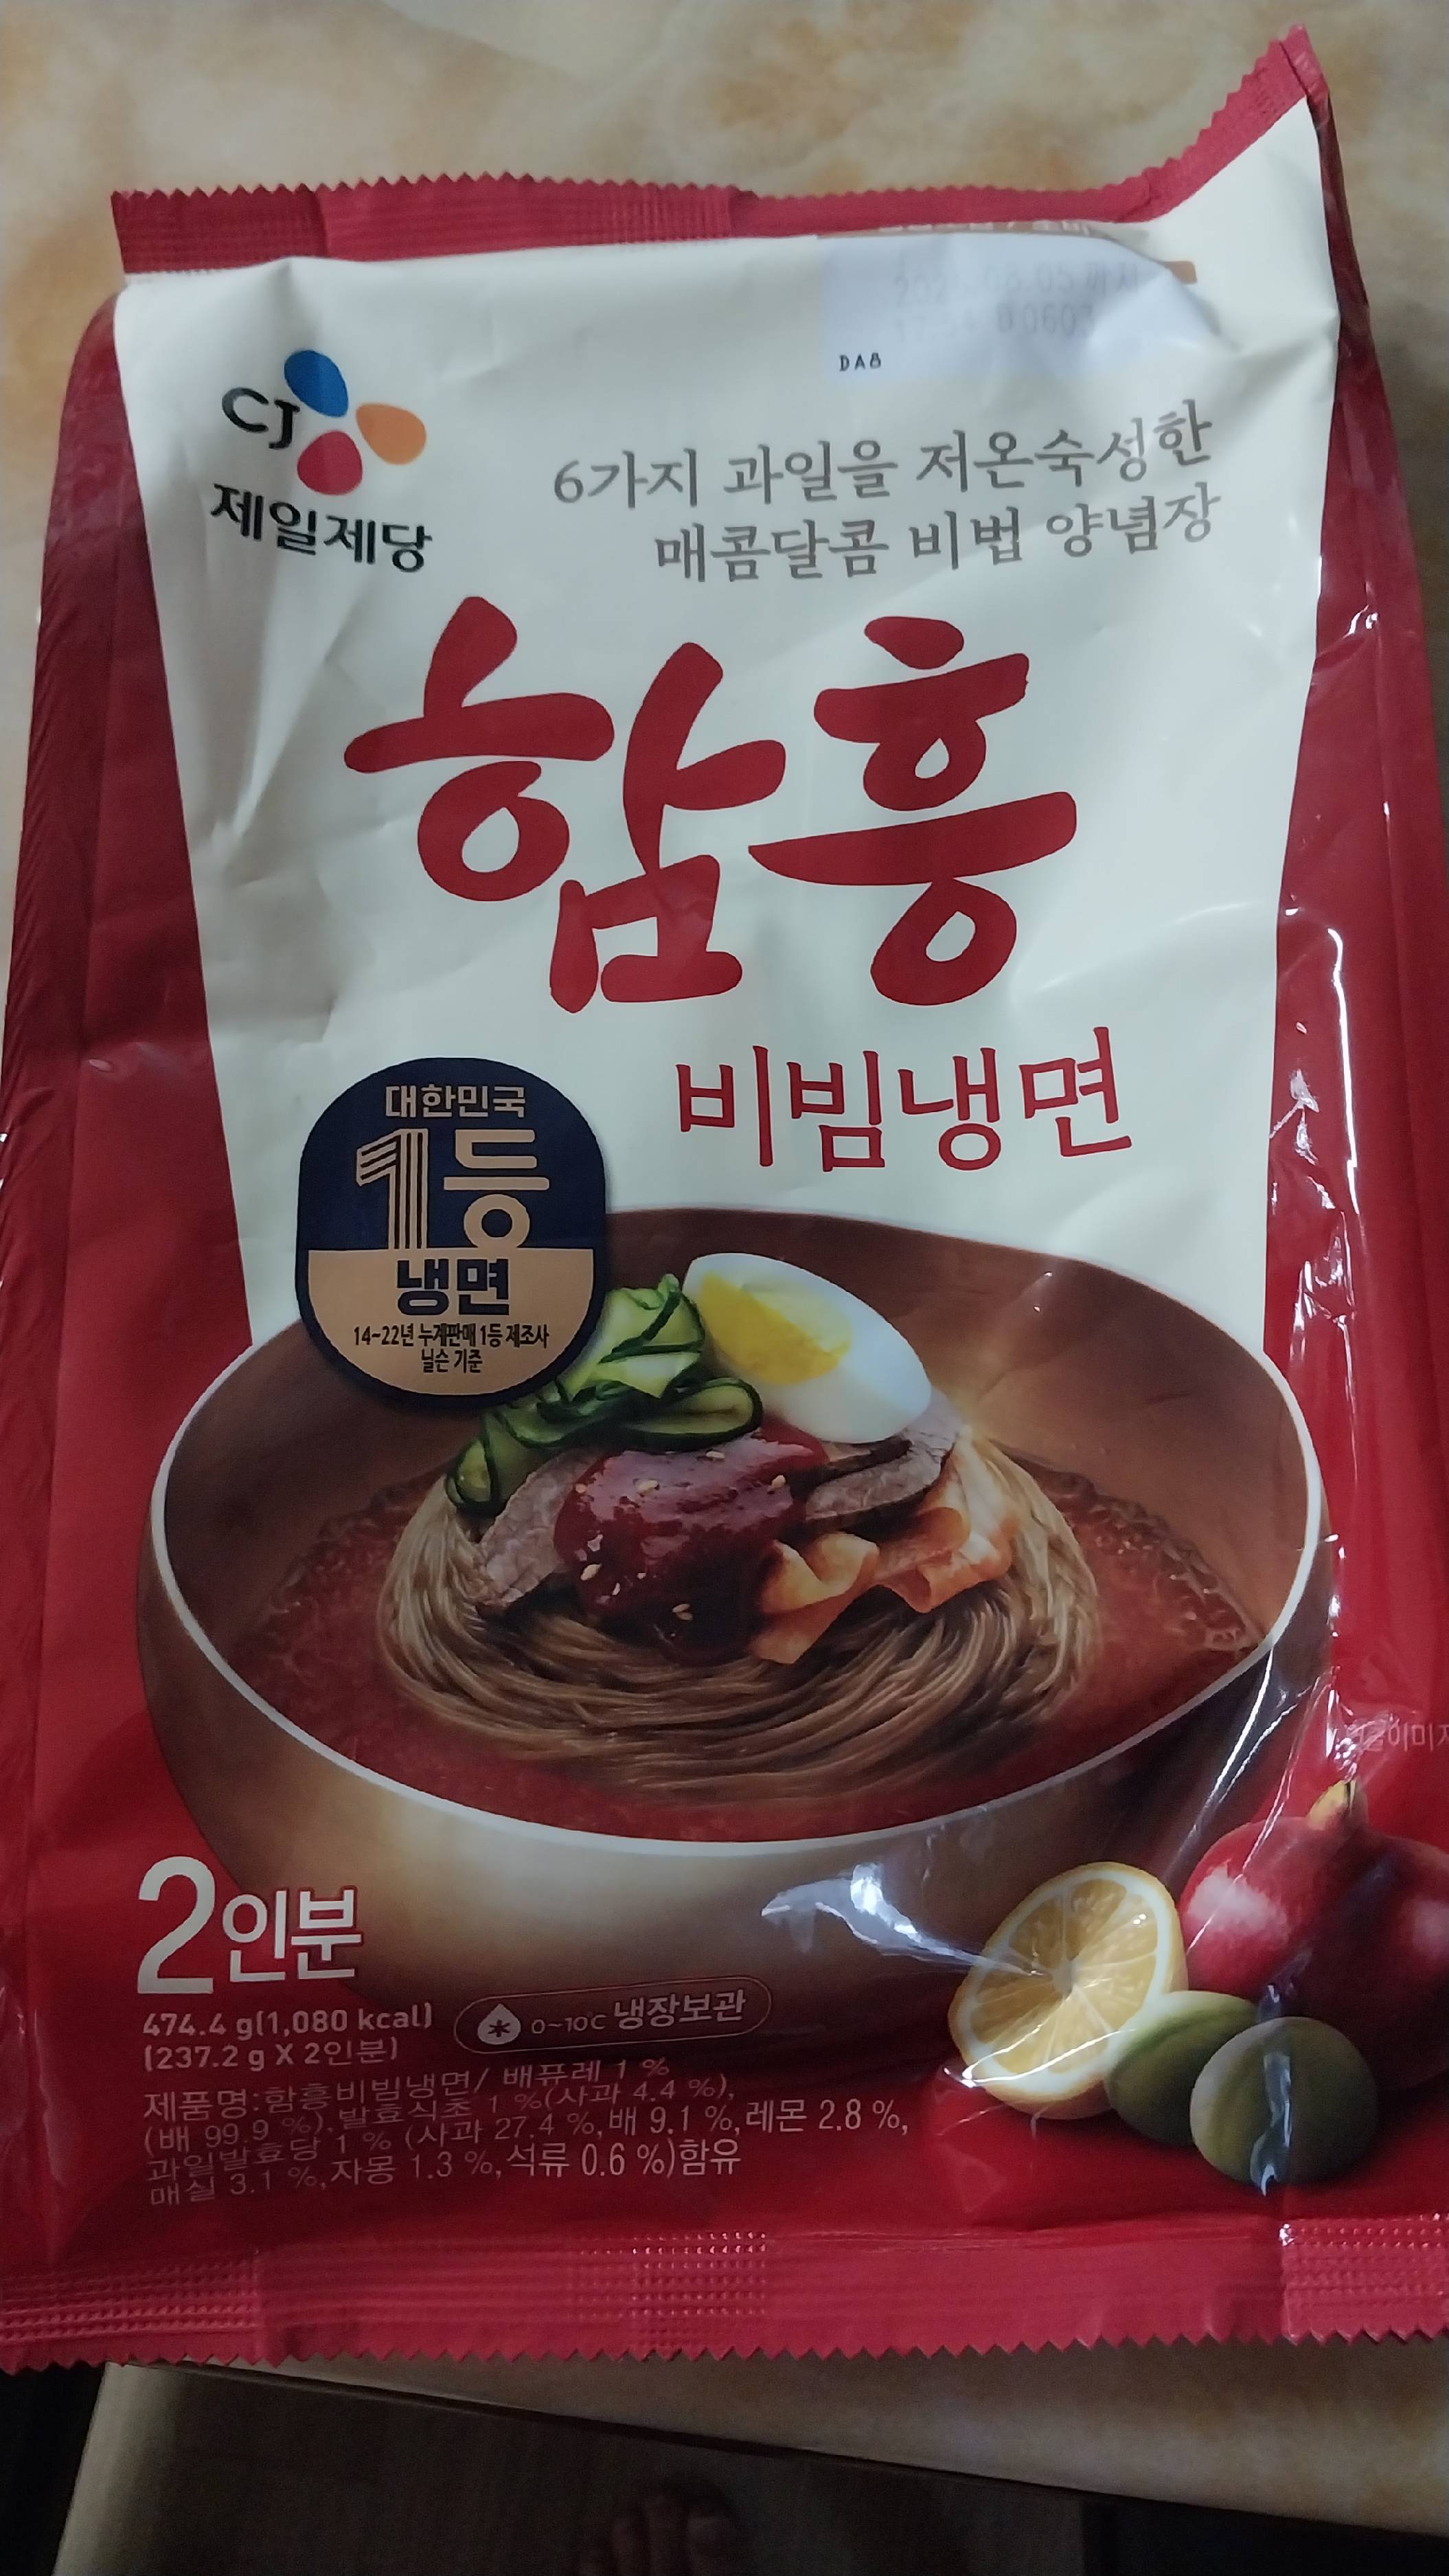 DA8
CJ
제일제당
6가지 과일을 저온숙성한
매콤달콤 비법 양념장
함흥
비빔냉면
대한민국
1등
냉면
14~22년 누계판매 1등 제조사
닐슨 기준
2인분
474.4 g(1,080 kcal)
(237.2 g X 2인분)
0~10C 냉장보관
제품명:함흥비빔냉면/ 배퓨레 1 %
(배 99.9 %),발효식초 1 %(사과 4.4 %),
과일발효당 1 % (사과 27.4 %,배 9.1 %,레몬 2.8 %,
매실 3.1 %,자몽 1.3 %,석류 0.6 %)함유